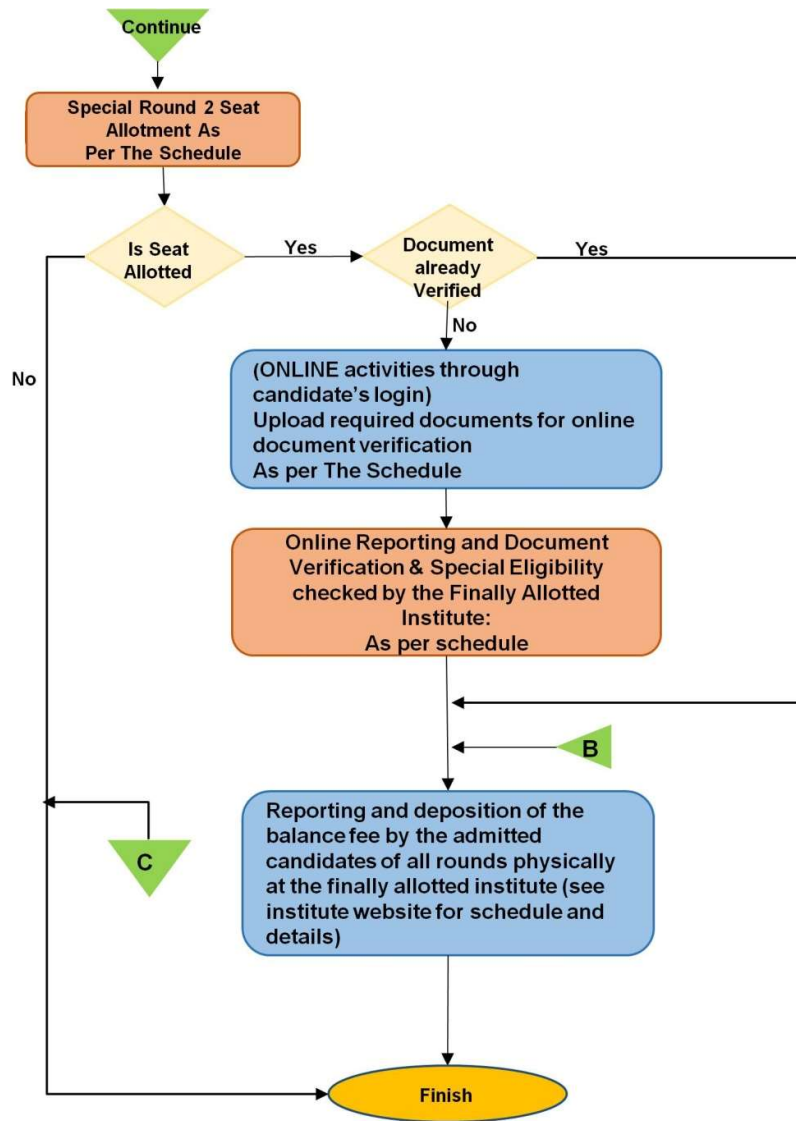 Continue
Special Round 2 Seat
Allotment As
Per The Schedule
Is Seat
Allotted
Yes
Document
already
Verified
Yes
No
No
(ONLINE activities through
candidate's login)
Upload required documents for online
document verification
As per The Schedule
Online Reporting and Document
Verification & Special Eligibility
checked by the Finally Allotted
Institute:
As per schedule
B
C
Reporting and deposition of the
balance fee by the admitted
candidates of all rounds physically
at the finally allotted institute (see
institute website for schedule and
details)
Finish